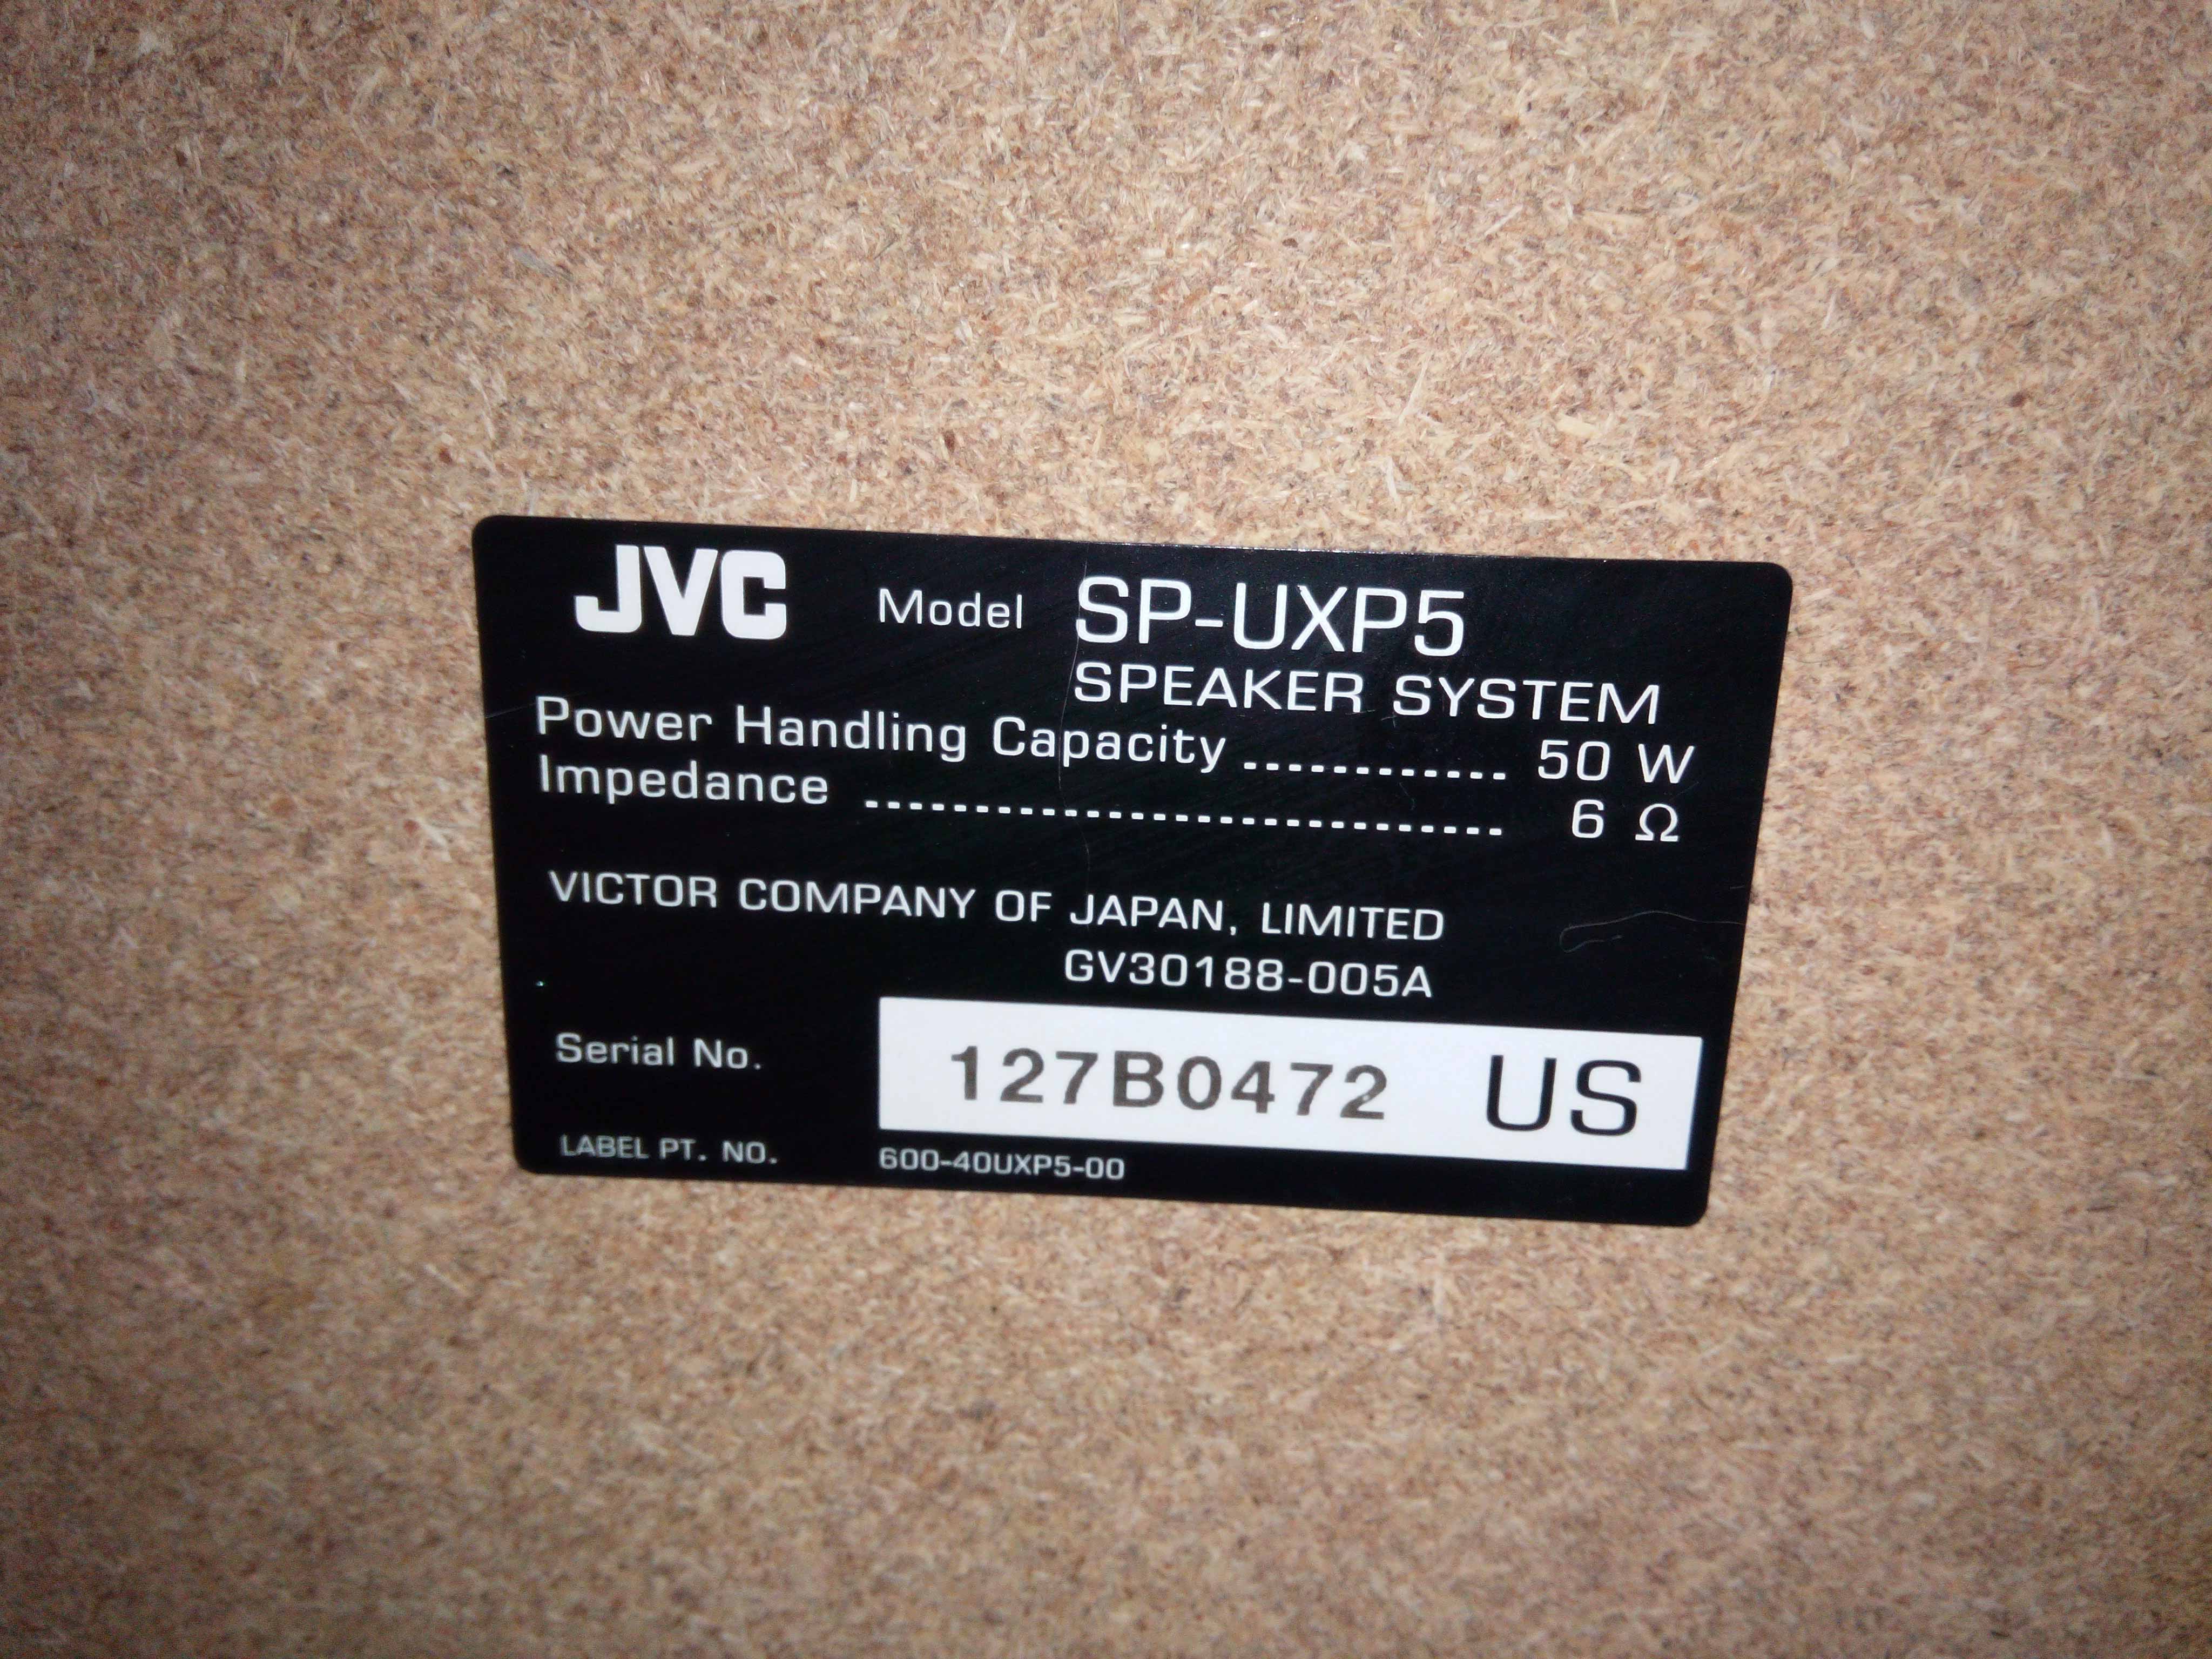 JVC Model SP-UXP5
SPEAKER SYSTEM
Power Handling Capacity ............ 50 W
Impedance .............................. 6 Ω
VICTOR COMPANY OF JAPAN, LIMITED
GV30188-005A
Serial No. 127B0472 US
LABEL PT. NO. 600-40UXP5-00